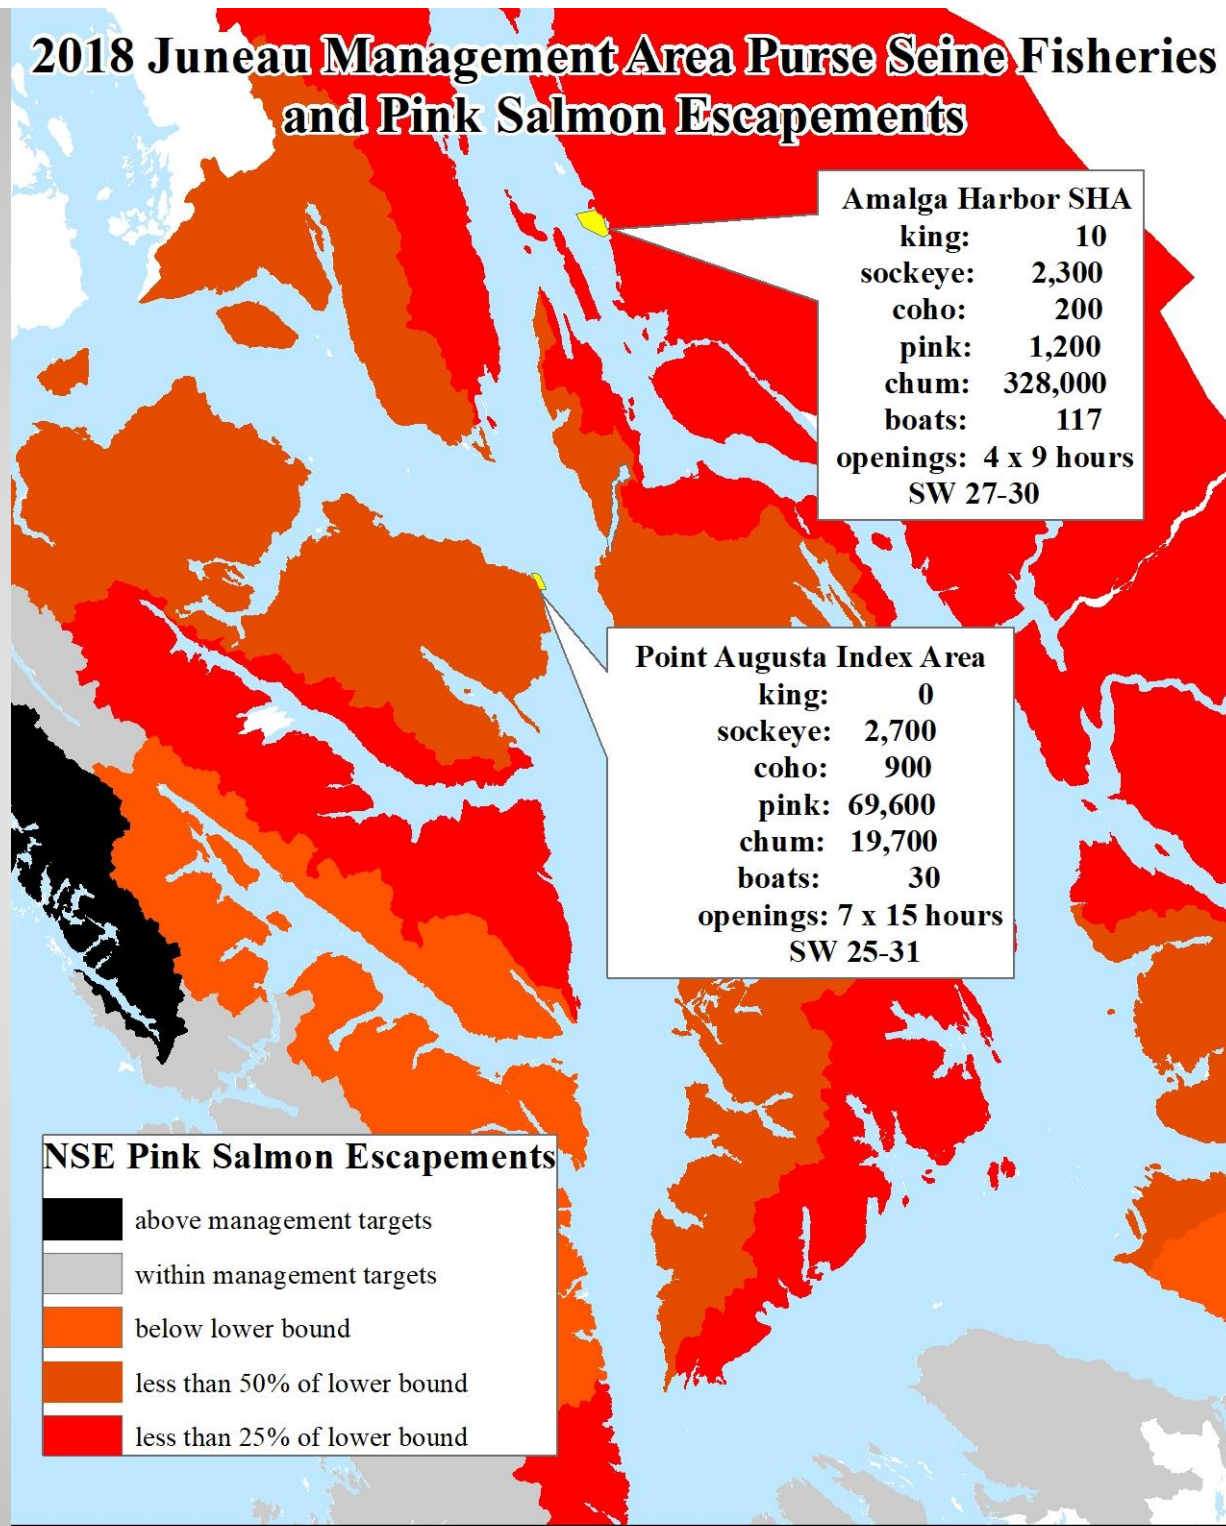 2018 Juneau Management Area Purse Seine Fisheries
and Pink Salmon Escapements
Amalga Harbor SHA
king: 10
sockeye: 2,300
coho: 200
pink: 1,200
chum: 328,000
boats: 117
openings: 4 x 9 hours
SW 27-30
Point Augusta Index Area
king: 0
sockeye: 2,700
coho: 900
pink: 69,600
chum: 19,700
boats: 30
openings: 7 x 15 hours
SW 25-31
NSE Pink Salmon Escapements
above management targets
within management targets
below lower bound
less than 50% of lower bound
less than 25% of lower bound